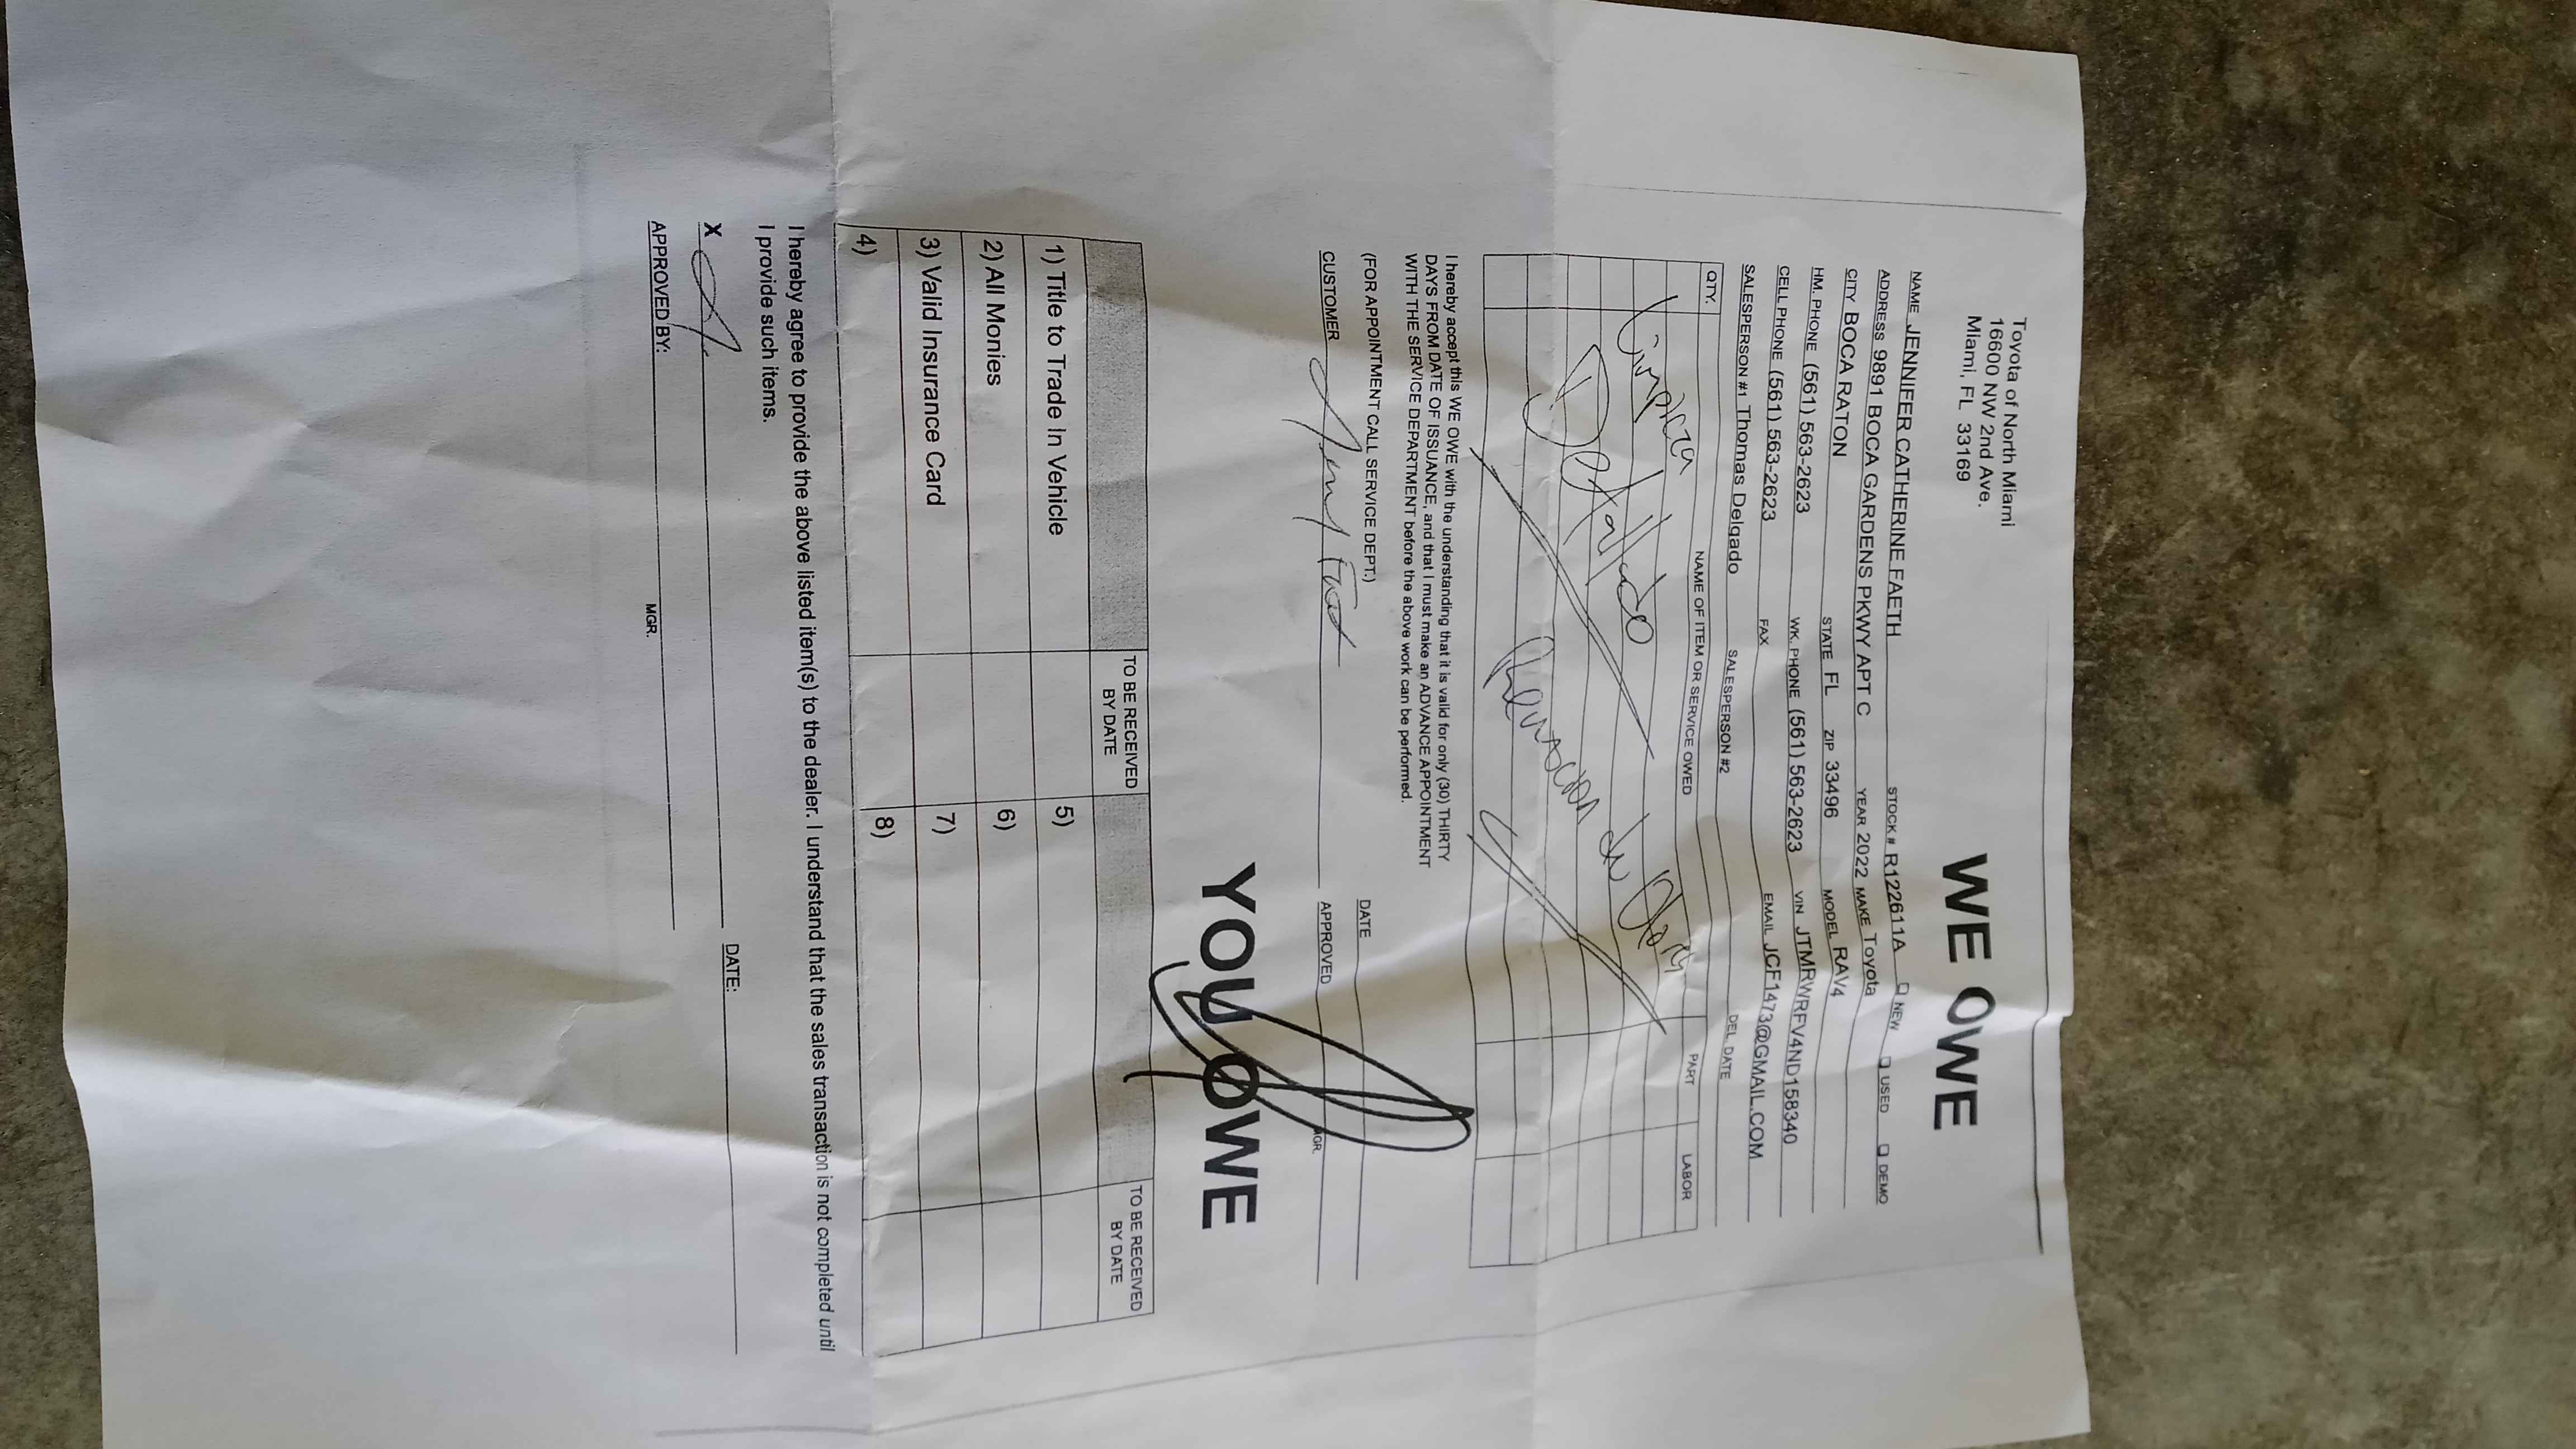 Toyota of North Miami
16600 NW 2nd Ave.
Miami, FL 33169
WE OWE
NAME JENNIFER CATHERINE FAETH STOCK # R122611A ☐ NEW ☐ USED ☐ DEMO
ADDRESS 9891 BOCA GARDENS PKWY APT C YEAR 2022 MAKE Toyota
CITY BOCA RATON STATE FL ZIP 33496 MODEL RAV4
HM. PHONE (561) 563-2623 WK. PHONE (561) 563-2623 VIN JTMRWRFV4ND158340
CELL PHONE (561) 563-2623 FAX EMAIL JCF1473@GMAIL.COM
SALESPERSON #1 Thomas Delgado SALESPERSON #2 DEL. DATE
QTY. NAME OF ITEM OR SERVICE OWED PART LABOR
Limpieza
Detallado
de
I hereby accept this WE OWE with the understanding that it is valid for only (30) THIRTY
DAYS FROM DATE OF ISSUANCE, and that I must make an ADVANCE APPOINTMENT
WITH THE SERVICE DEPARTMENT before the above work can be performed.
(FOR APPOINTMENT CALL SERVICE DEPT.) DATE
CUSTOMER APPROVED MGR.
YOU OWE
TO BE RECEIVED BY DATE TO BE RECEIVED BY DATE
1) Title to Trade In Vehicle 5)
2) All Monies 6)
3) Valid Insurance Card 7)
4) 8)
I hereby agree to provide the above listed item(s) to the dealer. I understand that the sales transaction is not completed until
I provide such items.
X DATE:
APPROVED BY: MGR.